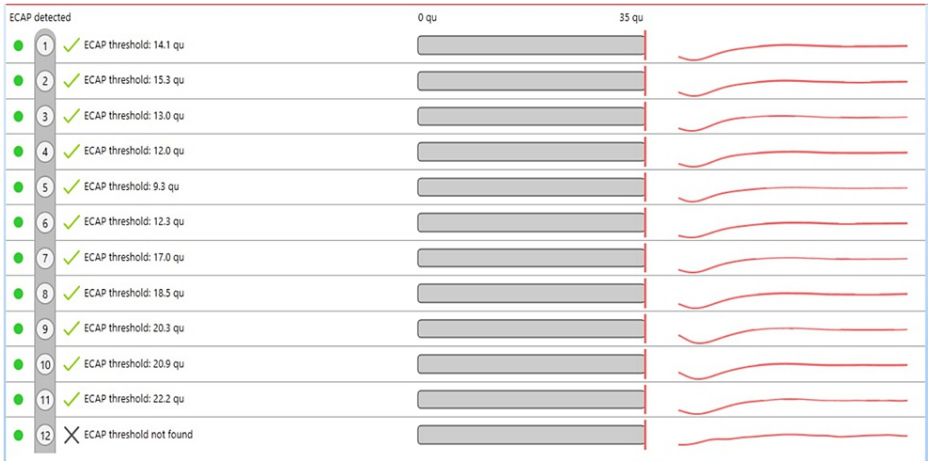 ECAP detected 0 qu 35 qu
1 ECAP threshold: 14.1 qu
2 ECAP threshold: 15.3 qu
3 ECAP threshold: 13.0 qu
4 ECAP threshold: 12.0 qu
5 ECAP threshold: 9.3 qu
6 ECAP threshold: 12.3 qu
7 ECAP threshold: 17.0 qu
8 ECAP threshold: 18.5 qu
9 ECAP threshold: 20.3 qu
10 ECAP threshold: 20.9 qu
11 ECAP threshold: 22.2 qu
12 ECAP threshold not found